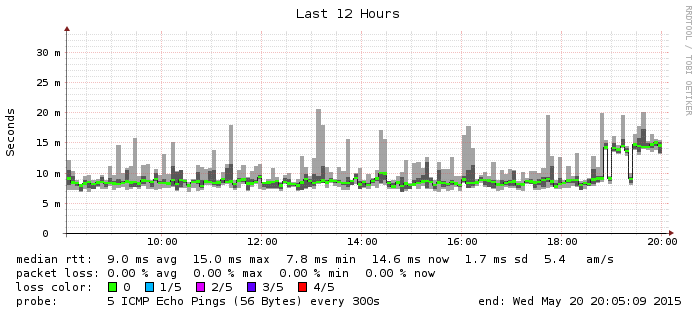 Last 12 Hours
RRDTOOL / TOBI OETIKER
Seconds
30 m
25 m
20 m
15 m
10 m
5 m
0
10:00 12:00 14:00 16:00 18:00 20:00
median rtt: 9.0 ms avg 15.0 ms max 7.8 ms min 14.6 ms now 1.7 ms sd 5.4 am/s
packet loss: 0.00 % avg 0.00 % max 0.00 % min 0.00 % now
loss color: 0 1/5 2/5 3/5 4/5
probe: 5 ICMP Echo Pings (56 Bytes) every 300s end: Wed May 20 20:05:09 2015